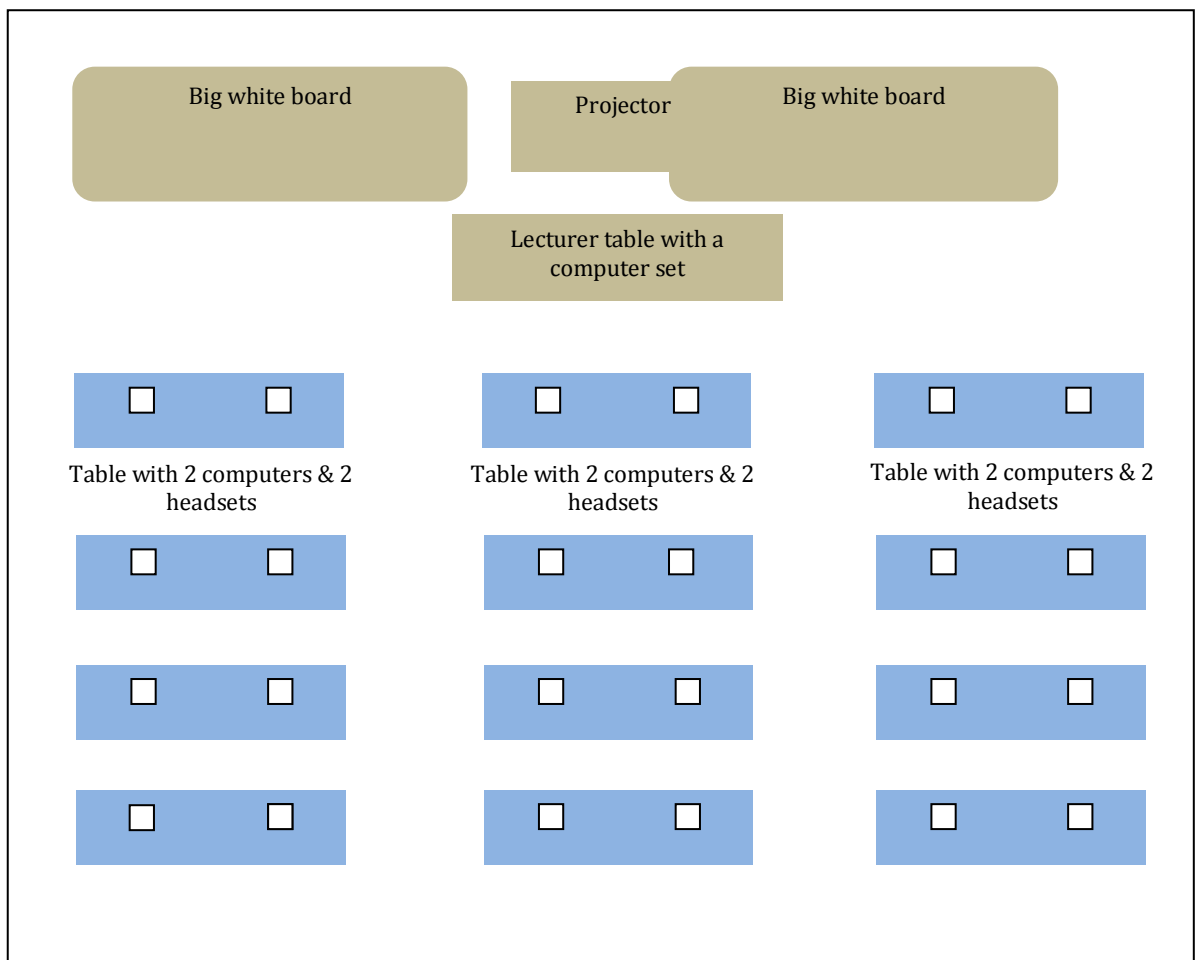 Big white board
Projector
Big white board
Lecturer table with a
computer set
Table with 2 computers & 2
headsets
Table with 2 computers & 2
headsets
Table with 2 computers & 2
headsets